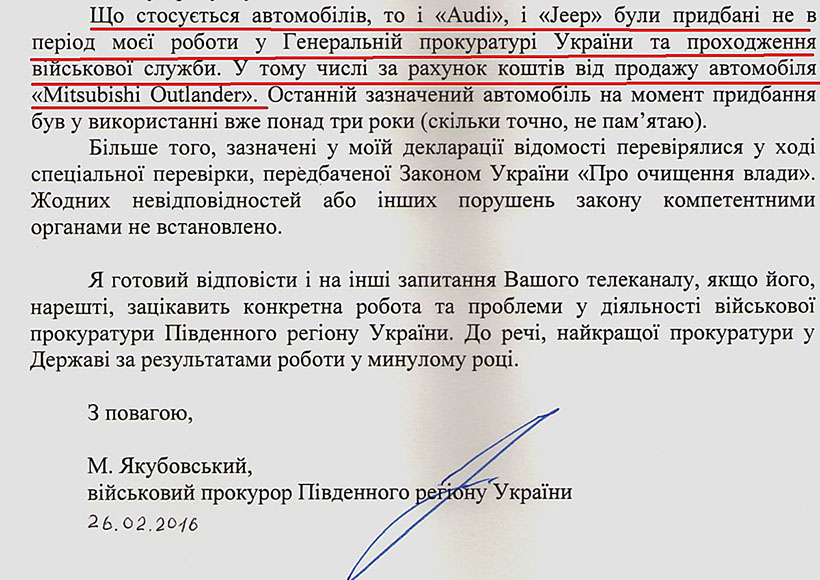 Що стосується автомобілів, то і «Audi», і «Jeep» були придбані не в
період моєї роботи у Генеральній прокуратурі України та проходження
військової служби. У тому числі за рахунок коштів від продажу автомобіля
«Mitsubishi Outlander». Останній зазначений автомобіль на момент придбання
був у використанні вже понад три роки (скільки точно, не пам’ятаю).
Більше того, зазначені у моїй декларації відомості перевірялися у ході
спеціальної перевірки, передбаченої Законом України «Про очищення влади».
Жодних невідповідностей або інших порушень закону компетентними
органами не встановлено.
Я готовий відповісти і на інші запитання Вашого телеканалу, якщо його,
нарешті, зацікавить конкретна робота та проблеми у діяльності військової
прокуратури Південного регіону України. До речі, найкращої прокуратури у
Державі за результатами роботи у минулому році.
З повагою,
М. Якубовський,
військовий прокурор Південного регіону України
26.02.2016